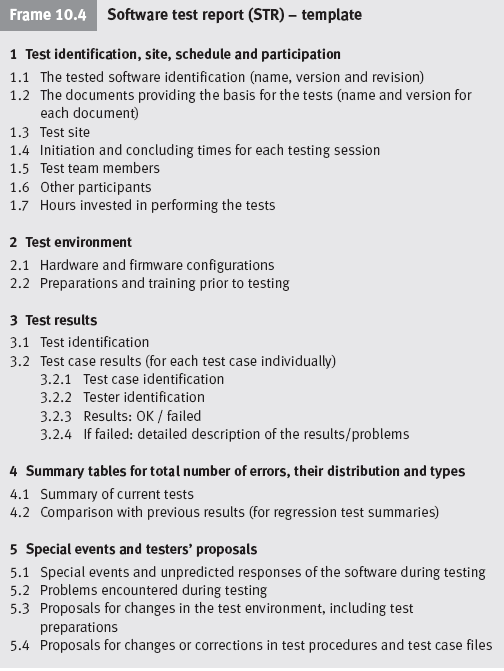 Frame 10.4 Software test report (STR) – template
1 Test identification, site, schedule and participation
1.1 The tested software identification (name, version and revision)
1.2 The documents providing the basis for the tests (name and version for
each document)
1.3 Test site
1.4 Initiation and concluding times for each testing session
1.5 Test team members
1.6 Other participants
1.7 Hours invested in performing the tests
2 Test environment
2.1 Hardware and firmware configurations
2.2 Preparations and training prior to testing
3 Test results
3.1 Test identification
3.2 Test case results (for each test case individually)
3.2.1 Test case identification
3.2.2 Tester identification
3.2.3 Results: OK / failed
3.2.4 If failed: detailed description of the results/problems
4 Summary tables for total number of errors, their distribution and types
4.1 Summary of current tests
4.2 Comparison with previous results (for regression test summaries)
5 Special events and testers’ proposals
5.1 Special events and unpredicted responses of the software during testing
5.2 Problems encountered during testing
5.3 Proposals for changes in the test environment, including test
preparations
5.4 Proposals for changes or corrections in test procedures and test case files